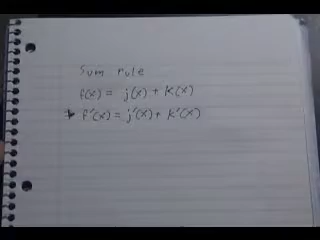 Sum rule
f(x) = j(x) + k(x)
→ f'(x) = j'(x) + k'(x)